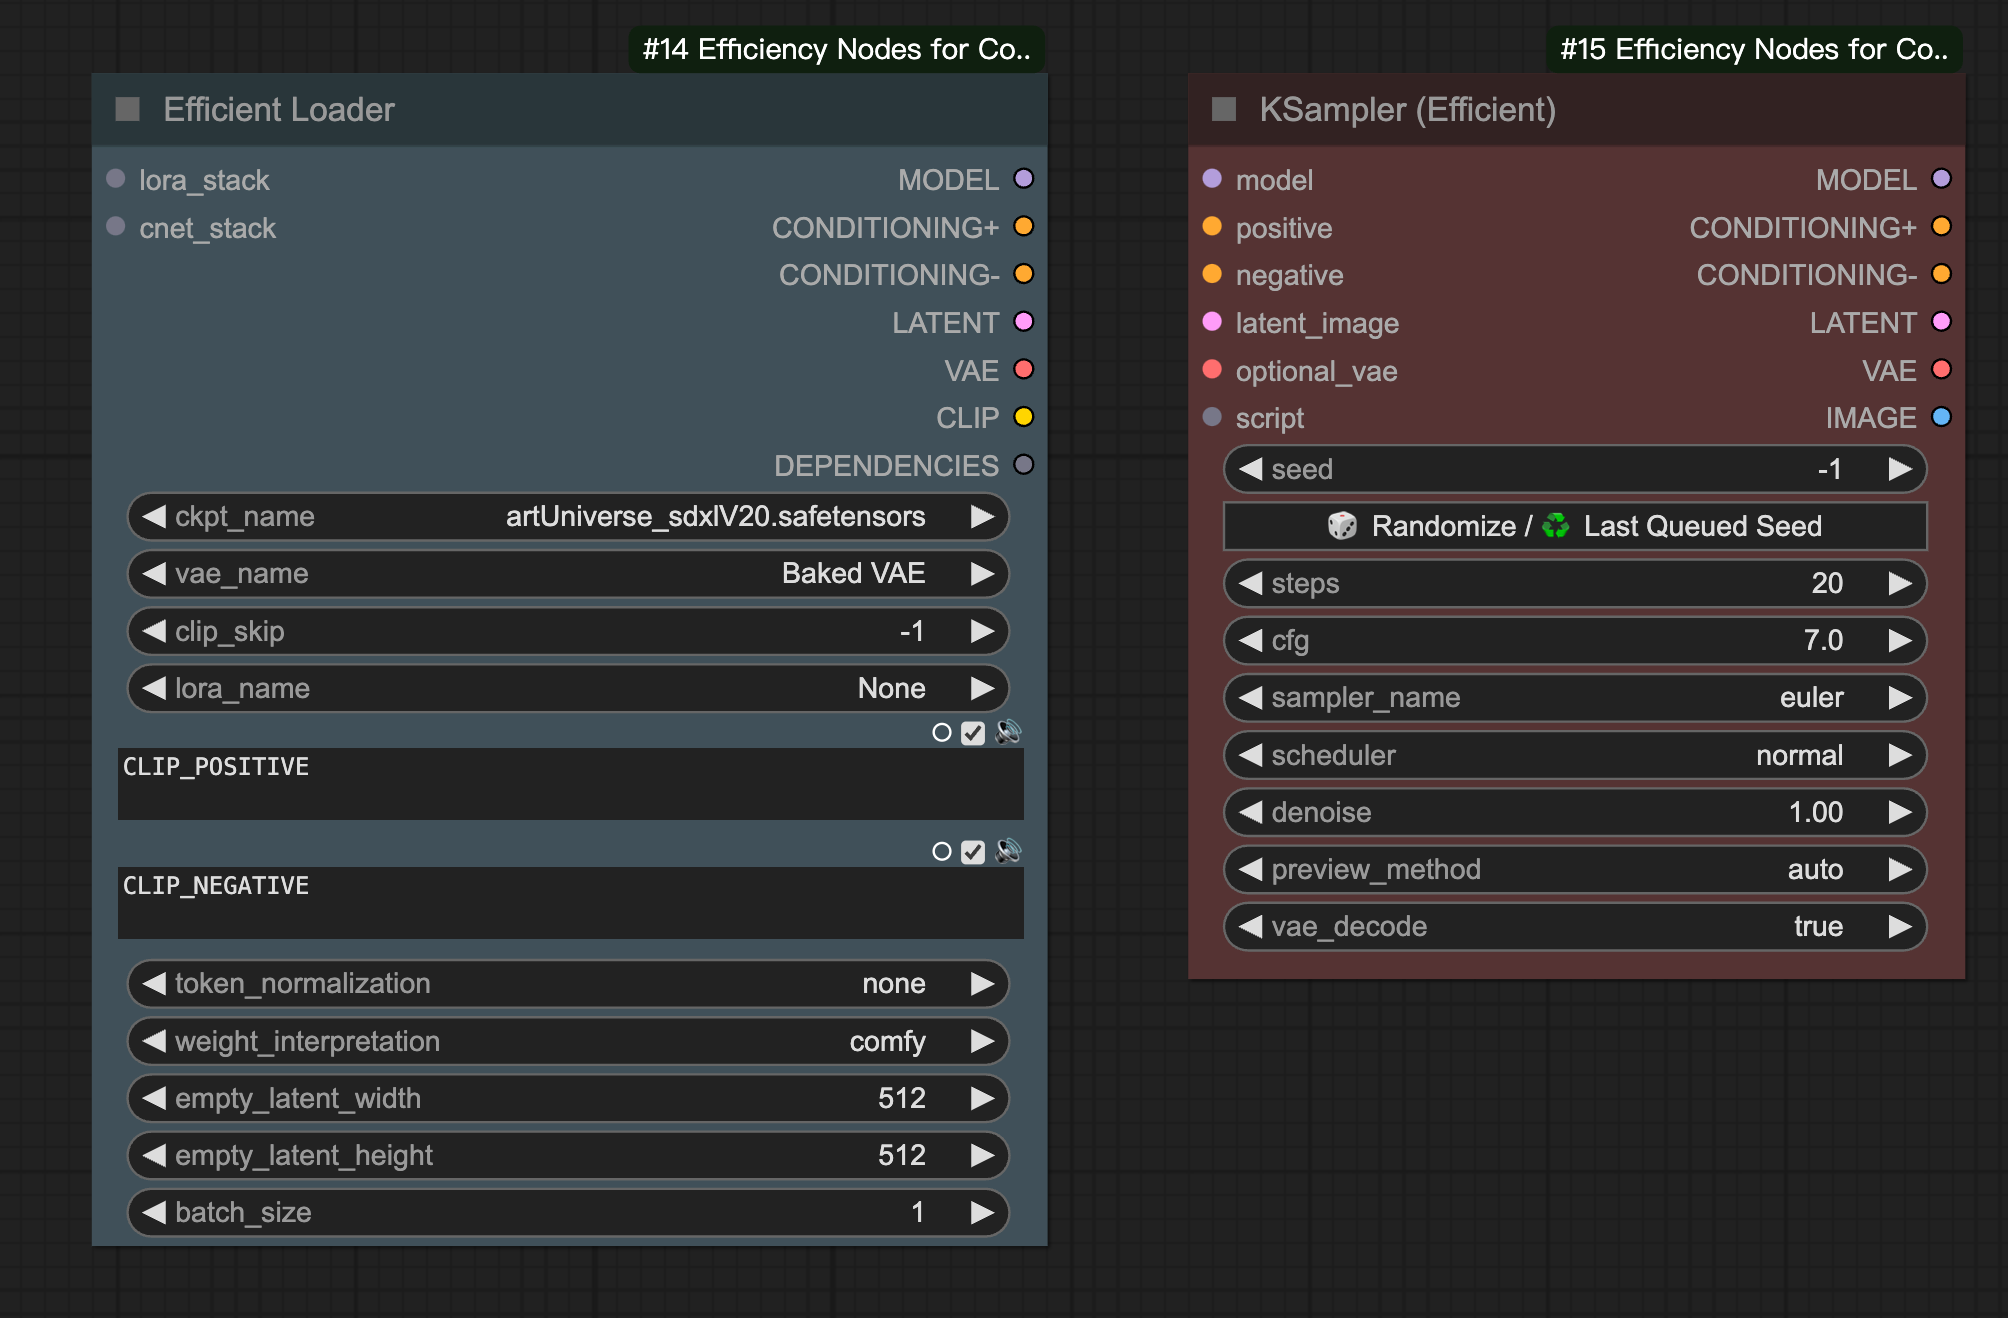 #14 Efficiency Nodes for Co..
Efficient Loader
lora_stack
MODEL
cnet_stack
CONDITIONING+
CONDITIONING-
LATENT
VAE
CLIP
DEPENDENCIES
ckpt_name artUniverse_sdxlV20.safetensors
vae_name Baked VAE
clip_skip -1
lora_name None
CLIP_POSITIVE
CLIP_NEGATIVE
token_normalization none
weight_interpretation comfy
empty_latent_width 512
empty_latent_height 512
batch_size 1
#15 Efficiency Nodes for Co..
KSampler (Efficient)
model
MODEL
positive
CONDITIONING+
negative
CONDITIONING-
latent_image
LATENT
optional_vae
VAE
script
IMAGE
seed -1
🎲 Randomize / ♻️ Last Queued Seed
steps 20
cfg 7.0
sampler_name euler
scheduler normal
denoise 1.00
preview_method auto
vae_decode true